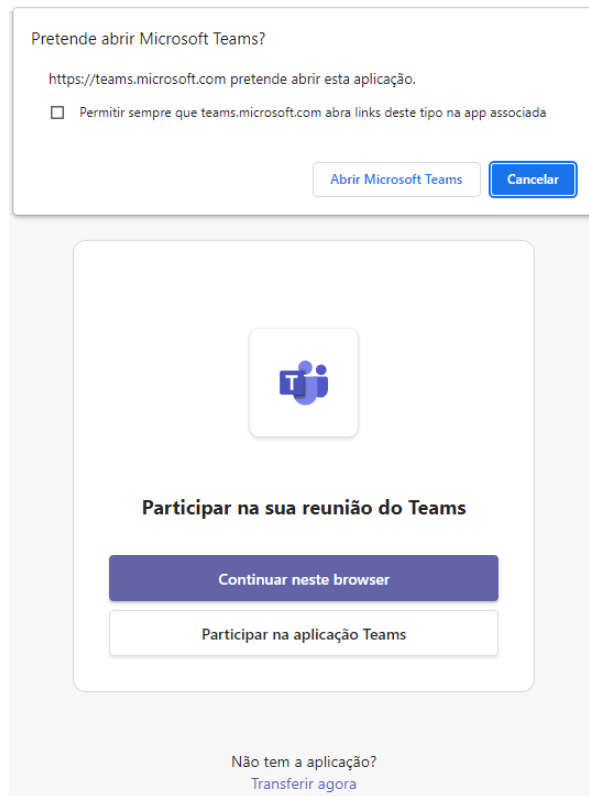 Pretende abrir Microsoft Teams?
https://teams.microsoft.com pretende abrir esta aplicação.
Permitir sempre que teams.microsoft.com abra links deste tipo na app associada
Abrir Microsoft Teams
Cancelar
T
Participar na sua reunião do Teams
Continuar neste browser
Participar na aplicação Teams
Não tem a aplicação?
Transferir agora